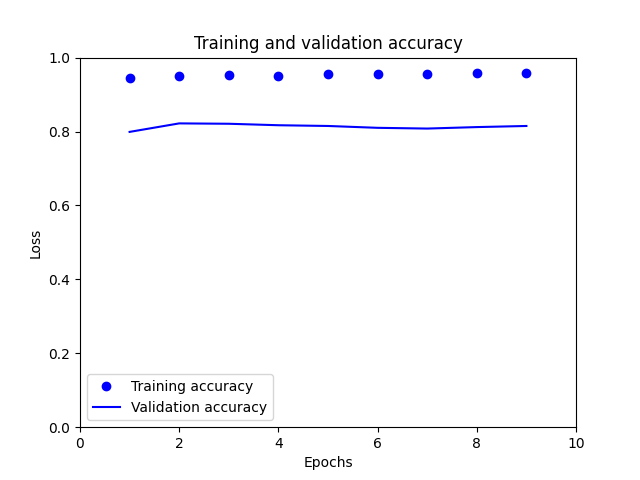 Training and validation accuracy
1.0
0.8
0.6
0.4
0.2
0.0
Loss
Training accuracy
Validation accuracy
0 2 4 6 8 10
Epochs